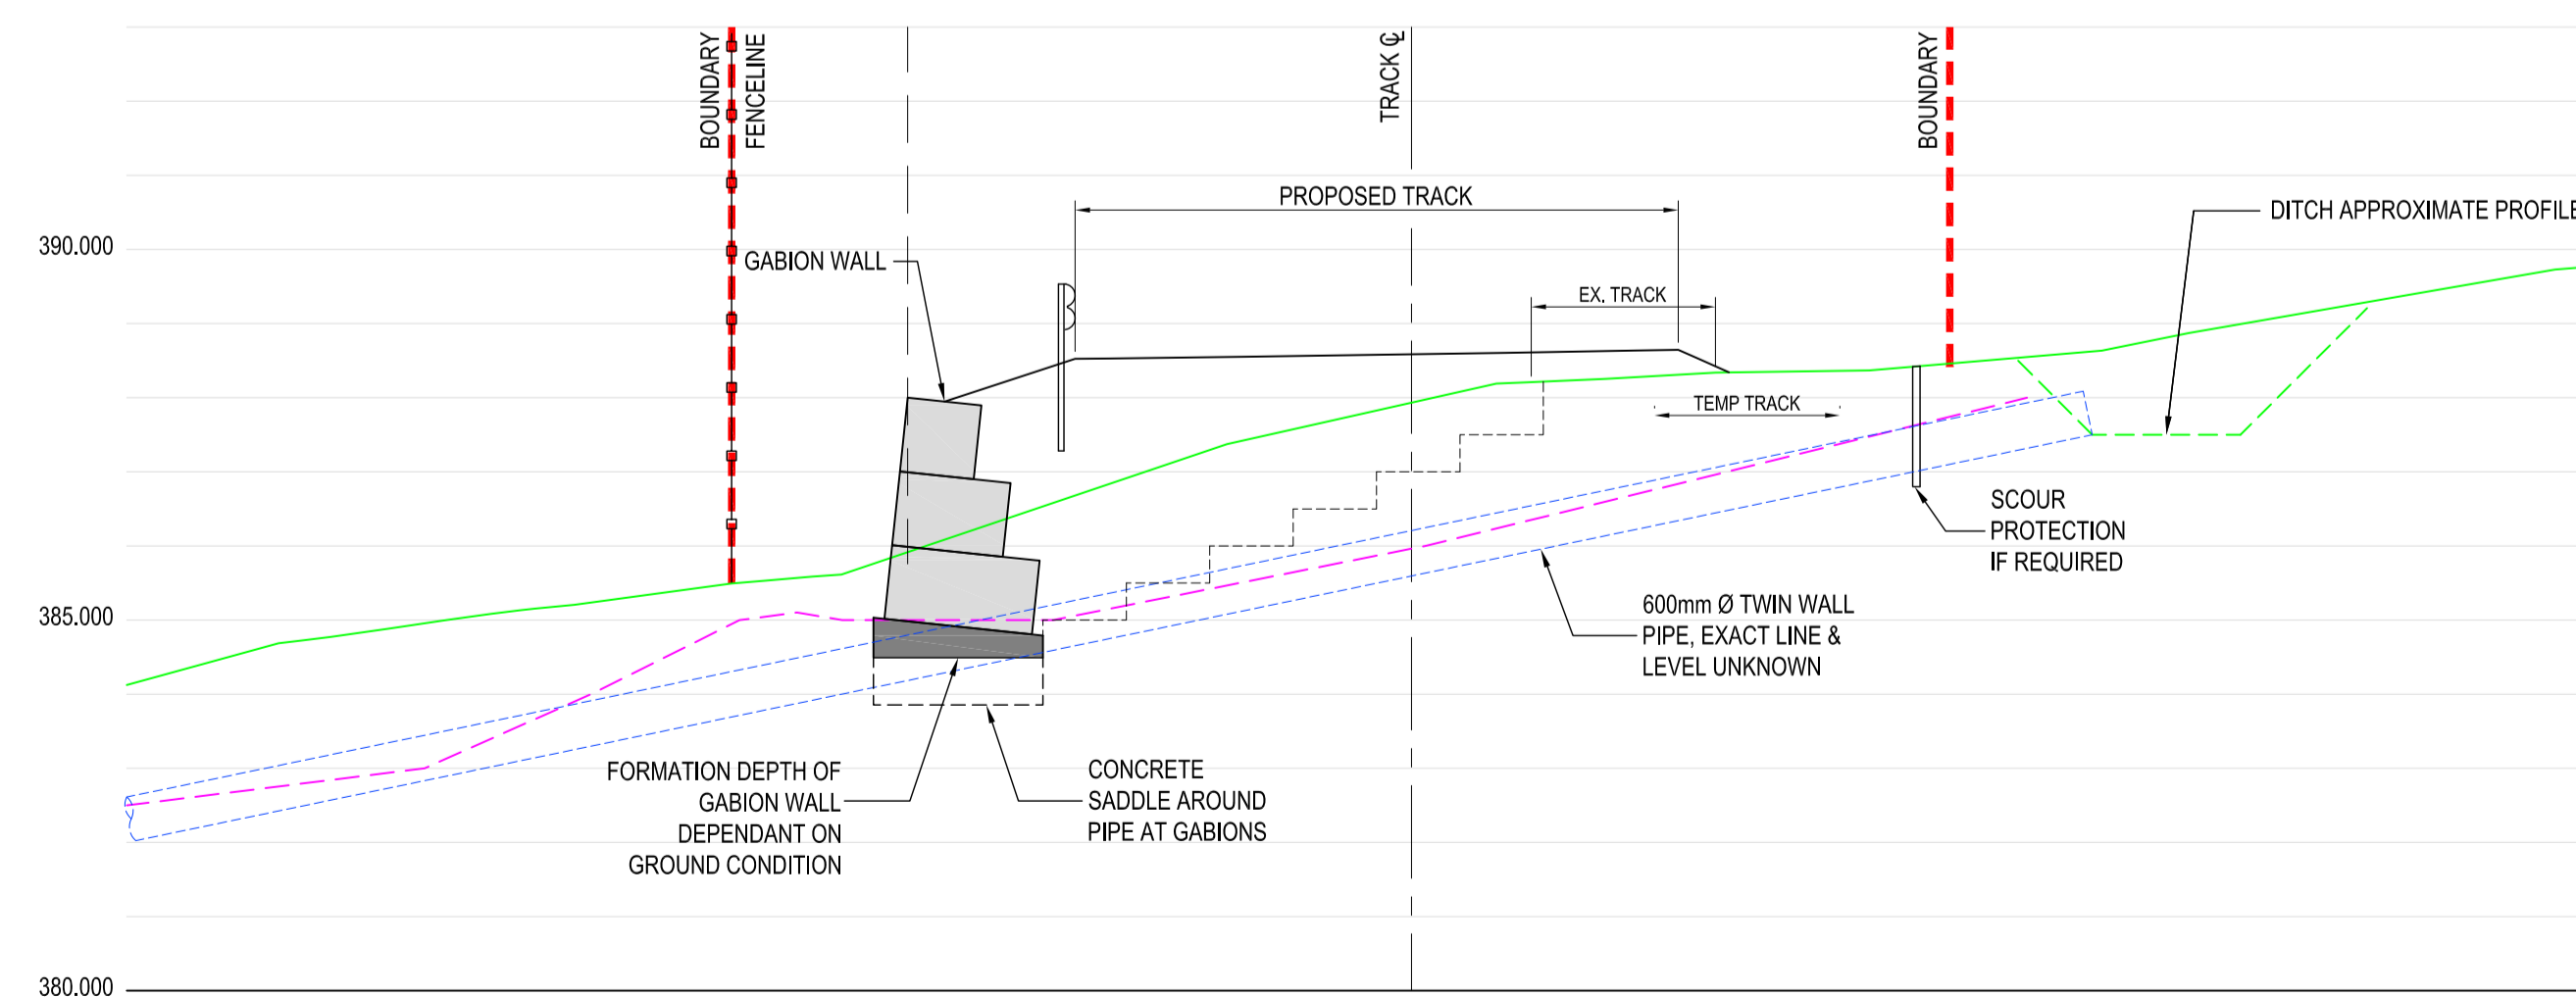 BOUNDARY
FENCELINE
TRACK ℄
BOUNDARY
PROPOSED TRACK
DITCH APPROXIMATE PROFILE
390.000
GABION WALL
EX. TRACK
TEMP TRACK
SCOUR
PROTECTION
IF REQUIRED
385.000
600mm Ø TWIN WALL
PIPE, EXACT LINE &
LEVEL UNKNOWN
FORMATION DEPTH OF
GABION WALL
DEPENDANT ON
GROUND CONDITION
CONCRETE
SADDLE AROUND
PIPE AT GABIONS
380.000